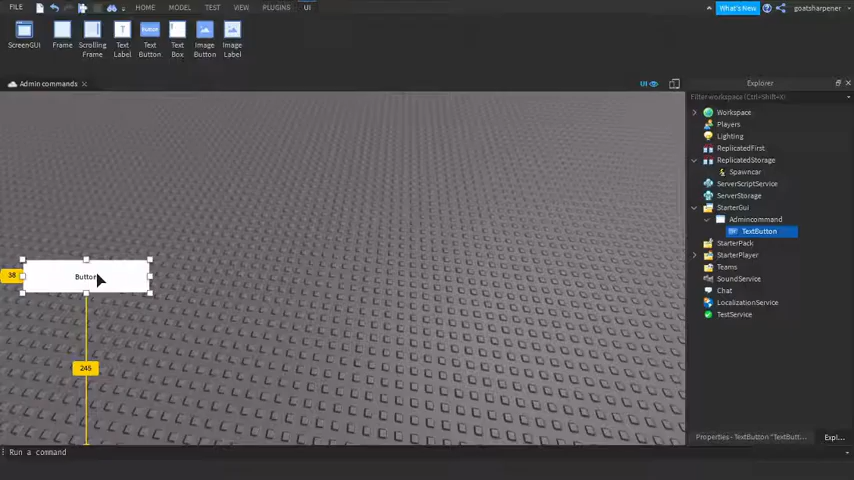 FILE HOME MODEL TEST VIEW PLUGINS UI What's New goatsharpener
ScreenGUI Frame Scrolling Frame Text Label Text Button Text Box Image Button Image Label
Admin commands UI Explorer
Filter workspace (Ctrl+Shift+X)
Workspace
Players
Lighting
ReplicatedFirst
ReplicatedStorage
Spawncar
ServerScriptService
ServerStorage
StarterGui
Admincommand
TextButton
StarterPack
StarterPlayer
Teams
SoundService
Chat
LocalizationService
TestService
38 Button
245
Properties - TextButton "TextButt... Expl...
Run a command